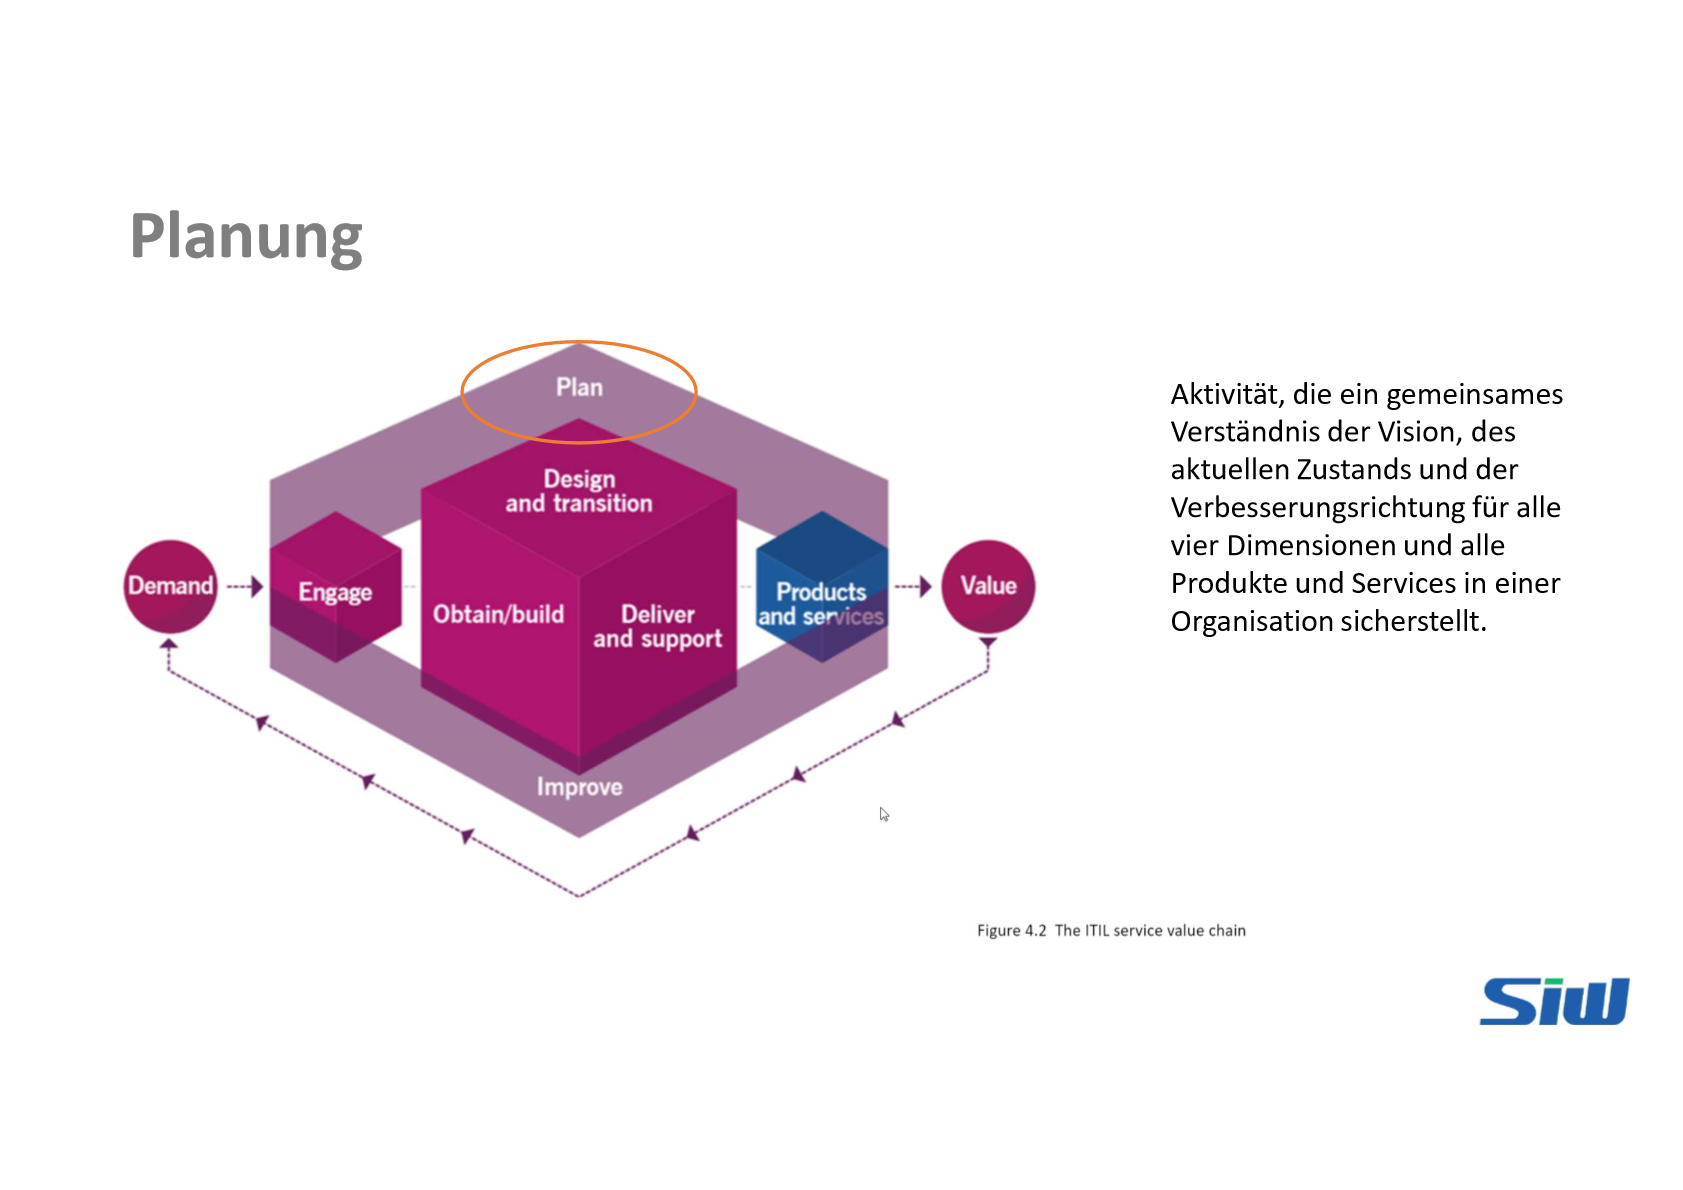 Planung
Plan
Design
and transition
Demand
Engage
Obtain/build
Deliver
and support
Products
and services
Value
Improve
Aktivität, die ein gemeinsames
Verständnis der Vision, des
aktuellen Zustands und der
Verbesserungsrichtung für alle
vier Dimensionen und alle
Produkte und Services in einer
Organisation sicherstellt.
Figure 4.2 The ITIL service value chain
Siw